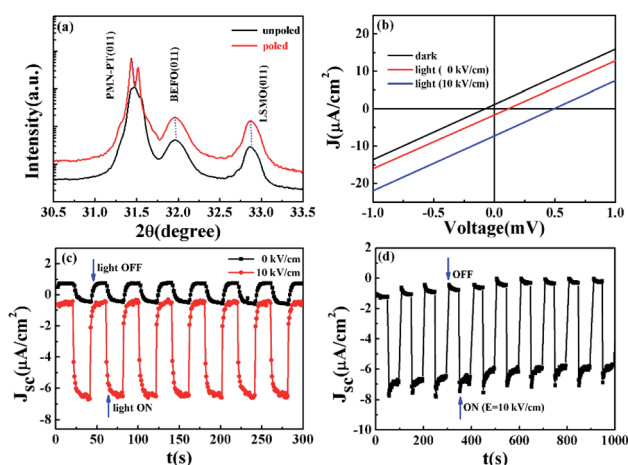 (a)
unpoled
poled
PMN-PT(011)
BEFO(011)
LSMO(011)
Intensity(a.u.)
30.5 31.0 31.5 32.0 32.5 33.0 33.5
2θ(degree)
(b)
dark
light ( 0 kV/cm)
light (10 kV/cm)
J(μA/cm²)
20
10
0
-10
-20
-1.0 -0.5 0.0 0.5 1.0
Voltage(mV)
(c)
0 kV/cm
10 kV/cm
light OFF
light ON
Jsc(μA/cm²)
2
0
-2
-4
-6
-8
0 50 100 150 200 250 300
t(s)
(d)
OFF
ON (E=10 kV/cm)
Jsc(μA/cm²)
2
0
-2
-4
-6
-8
-10
0 200 400 600 800 1000
t(s)